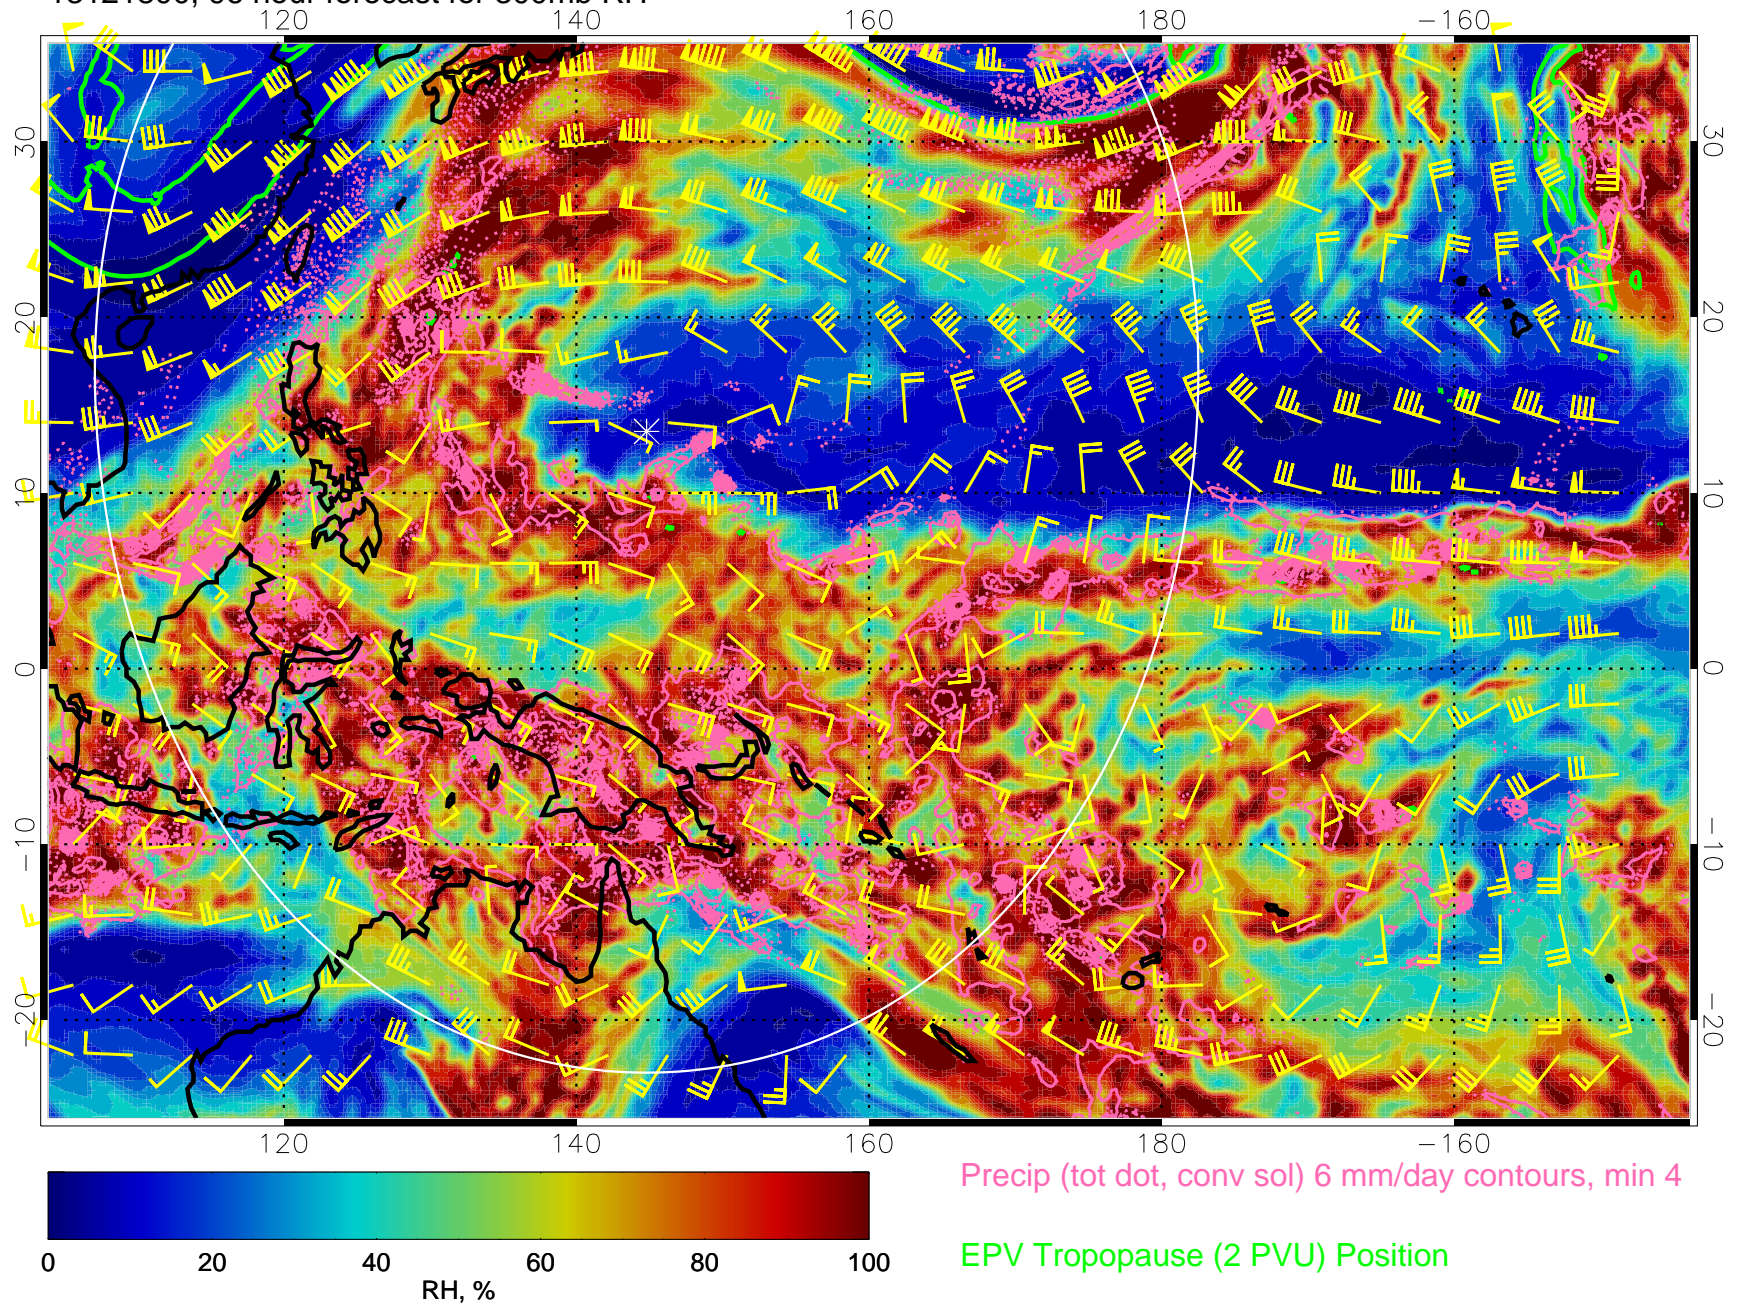 120 140 160 180 −160
30 30
20 20
10 10
0 0
−10 −10
−20 −20
120 140 160 180 −160
Precip (tot dot, conv sol) 6 mm/day contours, min 4
EPV Tropopause (2 PVU) Position
0 20 40 60 80 100
RH, %